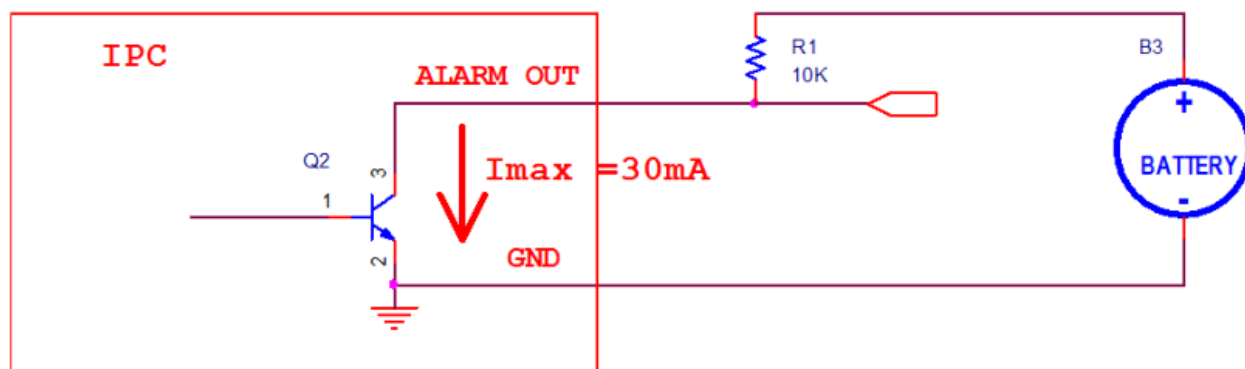 IPC
R1
10K
B3
ALARM OUT
+
BATTERY
-
Q2
3
Imax =30mA
1
2
GND